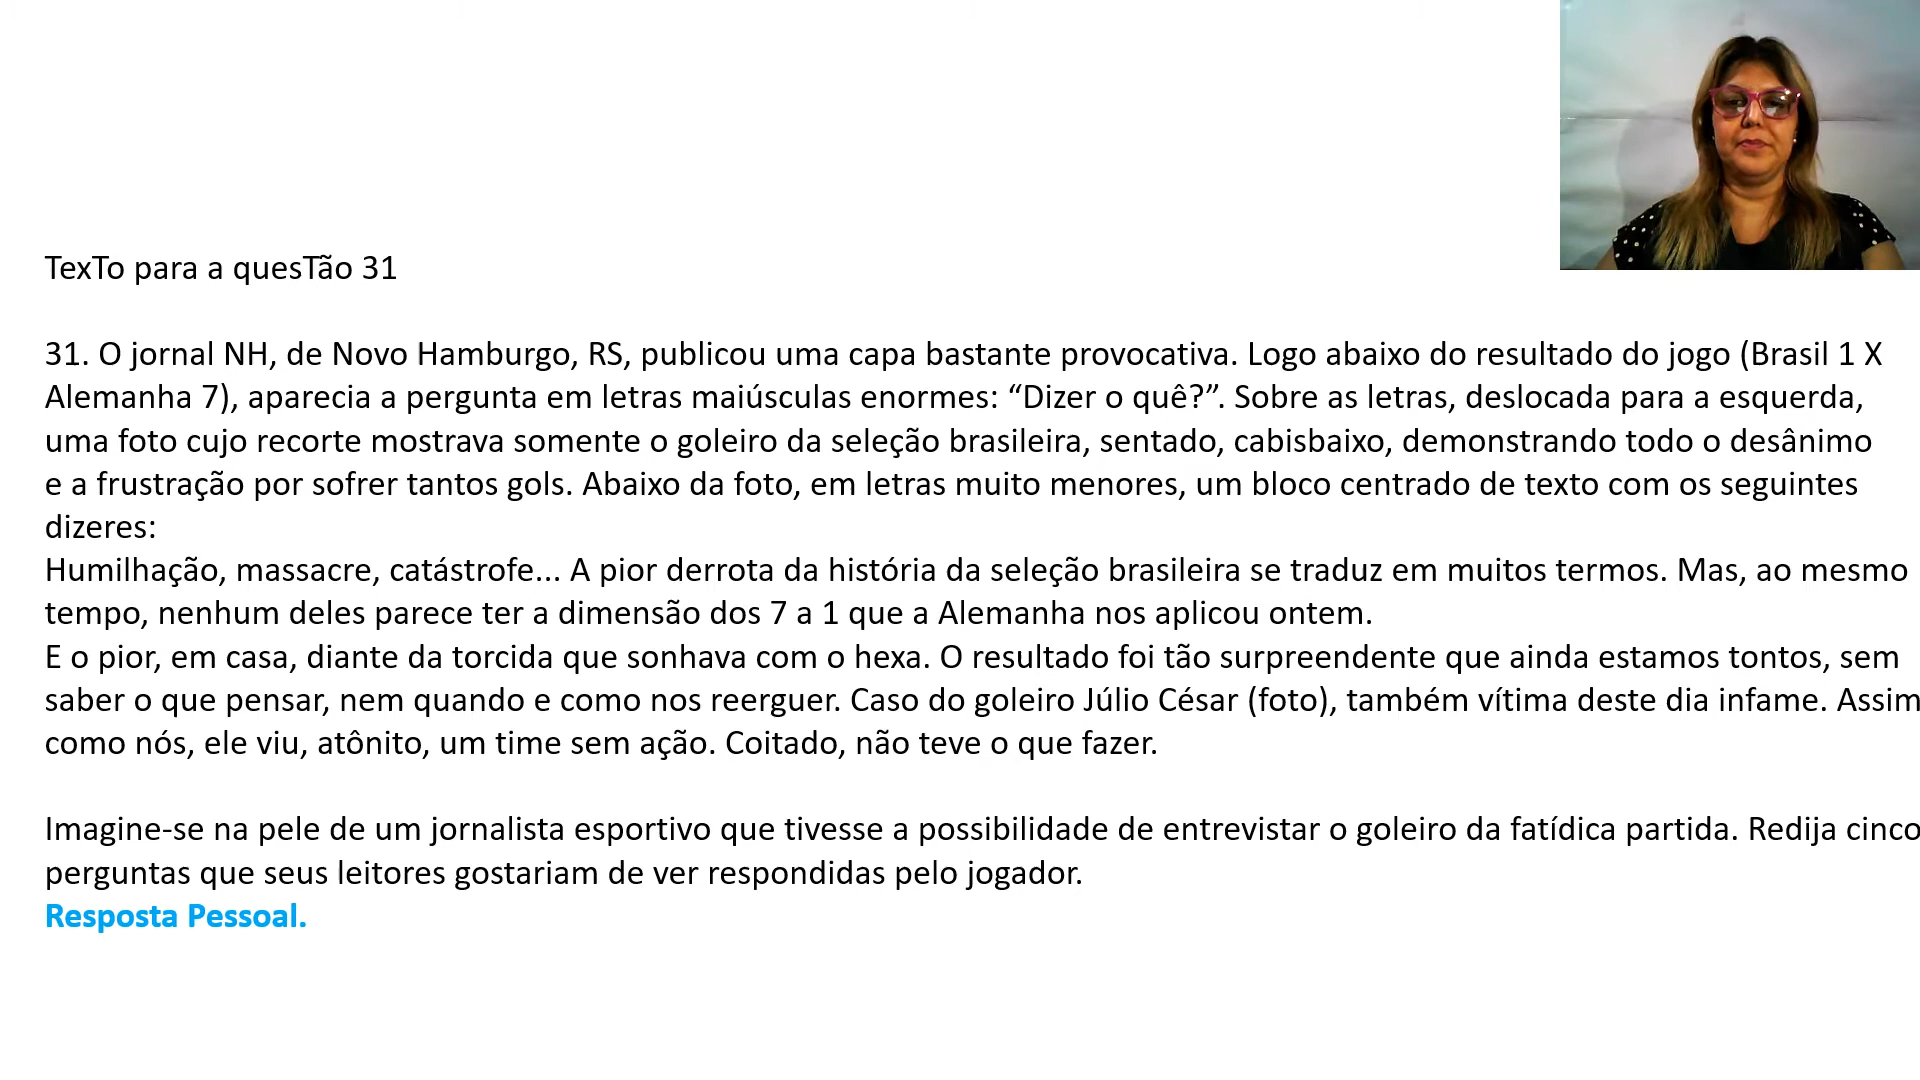 TexTo para a quesTão 31
31. O jornal NH, de Novo Hamburgo, RS, publicou uma capa bastante provocativa. Logo abaixo do resultado do jogo (Brasil 1 X
Alemanha 7), aparecia a pergunta em letras maiúsculas enormes: “Dizer o quê?”. Sobre as letras, deslocada para a esquerda,
uma foto cujo recorte mostrava somente o goleiro da seleção brasileira, sentado, cabisbaixo, demonstrando todo o desânimo
e a frustração por sofrer tantos gols. Abaixo da foto, em letras muito menores, um bloco centrado de texto com os seguintes
dizeres:
Humilhação, massacre, catástrofe... A pior derrota da história da seleção brasileira se traduz em muitos termos. Mas, ao mesmo
tempo, nenhum deles parece ter a dimensão dos 7 a 1 que a Alemanha nos aplicou ontem.
E o pior, em casa, diante da torcida que sonhava com o hexa. O resultado foi tão surpreendente que ainda estamos tontos, sem
saber o que pensar, nem quando e como nos reerguer. Caso do goleiro Júlio César (foto), também vítima deste dia infame. Assim
como nós, ele viu, atônito, um time sem ação. Coitado, não teve o que fazer.
Imagine-se na pele de um jornalista esportivo que tivesse a possibilidade de entrevistar o goleiro da fatídica partida. Redija cinco
perguntas que seus leitores gostariam de ver respondidas pelo jogador.
Resposta Pessoal.